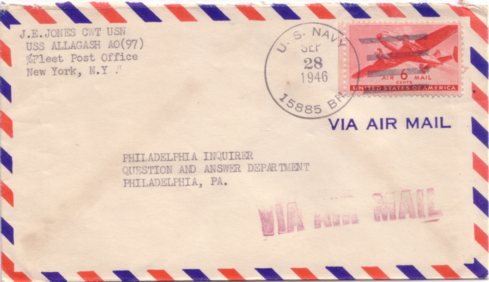 J.E.JONES CWT USN
USS ALLAGASH AO(97)
%Fleet Post Office
New York, N.Y
U.S. NAVY
SEP
28
1946
15885 BR.
AIR 6 MAIL
CENTS
UNITED STATES OF AMERICA
VIA AIR MAIL
PHILADELPHIA INQUIRER
QUESTION AND ANSWER DEPARTMENT
PHILADELPHIA, PA.
VIA AIR MAIL